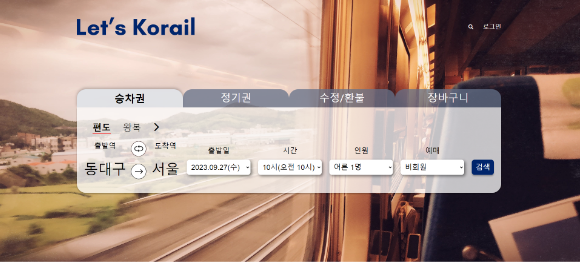 Let's Korail
로그인
승차권 정기권 수정/환불 장바구니
편도 왕복
출발역 도착역 출발일 시간 인원 예매
동대구 서울 2023.09.27(수) 10시(오전 10시) 어른 1명 비회원 검색